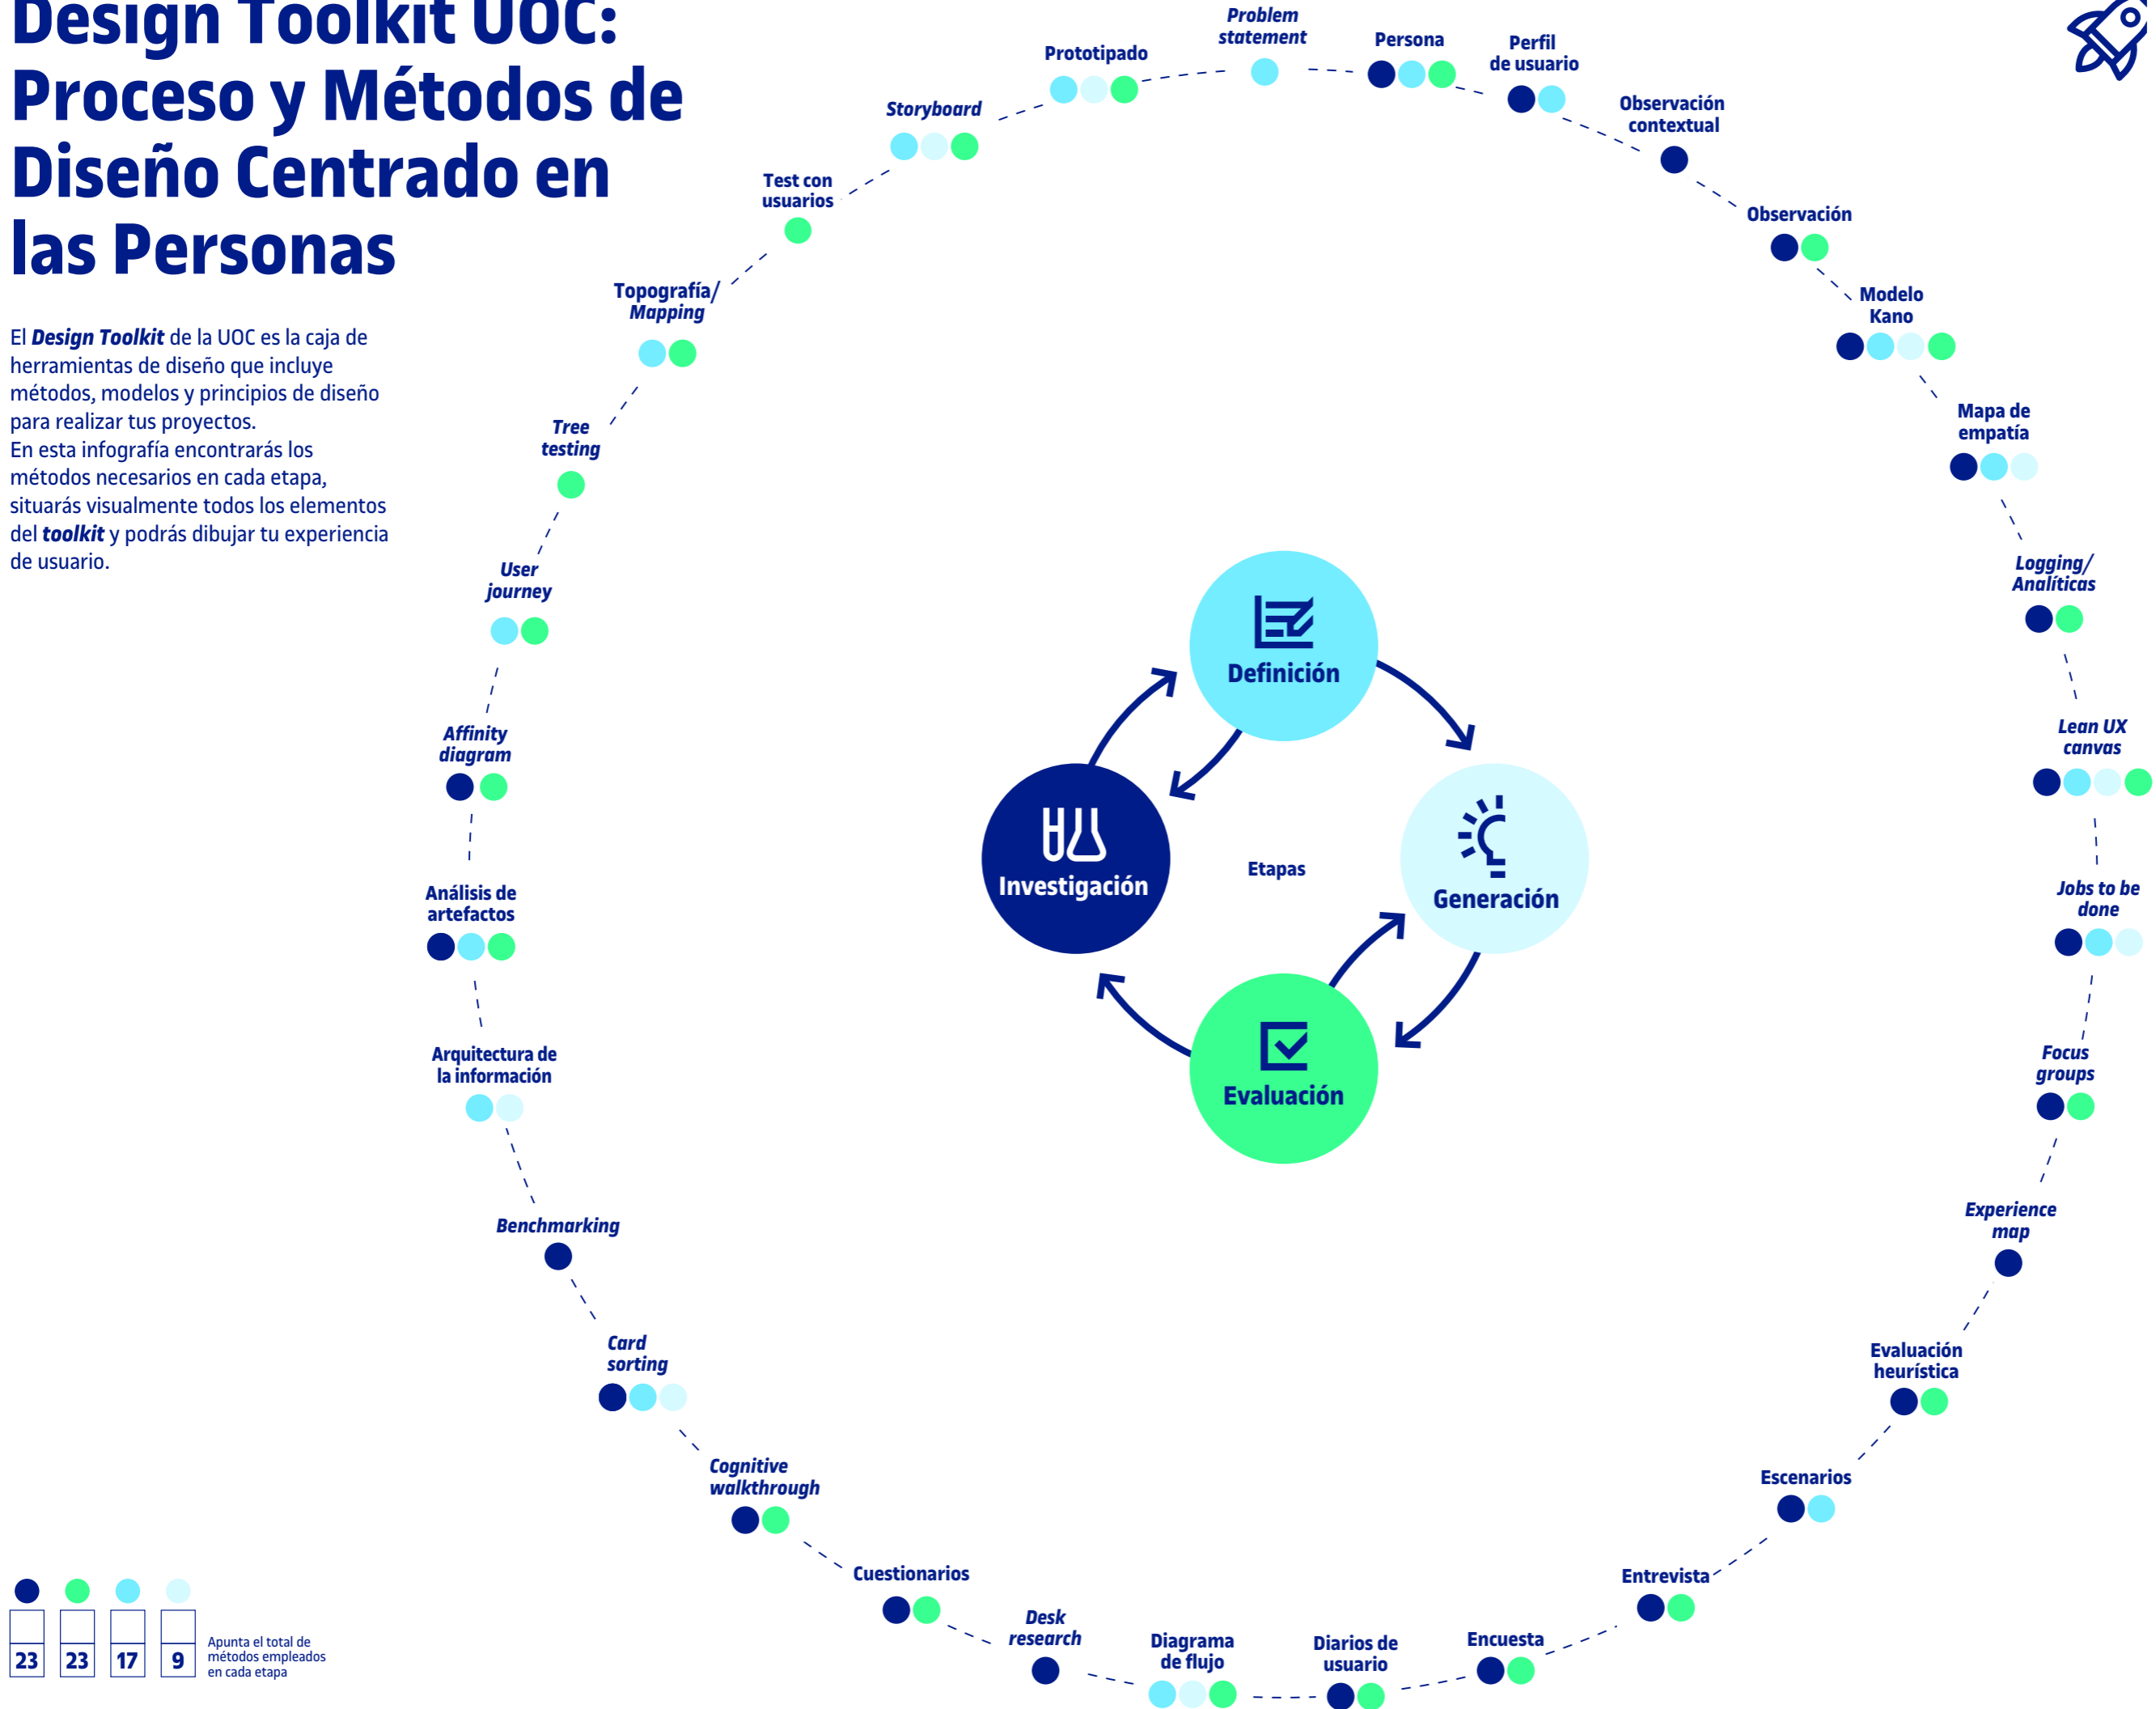 Design Toolkit UOC:
Proceso y Métodos de
Diseño Centrado en
las Personas
El Design Toolkit de la UOC es la caja de
herramientas de diseño que incluye
métodos, modelos y principios de diseño
para realizar tus proyectos.
En esta infografía encontrarás los
métodos necesarios en cada etapa,
situarás visualmente todos los elementos
del toolkit y podrás dibujar tu experiencia
de usuario.
Problem
statement
Persona
Perfil
de usuario
Observación
contextual
Observación
Modelo
Kano
Mapa de
empatía
Logging/
Analíticas
Lean UX
canvas
Jobs to be
done
Focus
groups
Experience
map
Evaluación
heurística
Escenarios
Entrevista
Encuesta
Diarios de
usuario
Diagrama
de flujo
Desk
research
Cuestionarios
Cognitive
walkthrough
Card
sorting
Benchmarking
Arquitectura de
la información
Análisis de
artefactos
Affinity
diagram
User
journey
Tree
testing
Topografía/
Mapping
Test con
usuarios
Storyboard
Prototipado
Definición
Investigación
Etapas
Generación
Evaluación
23 23 17 9
Apunta el total de
métodos empleados
en cada etapa